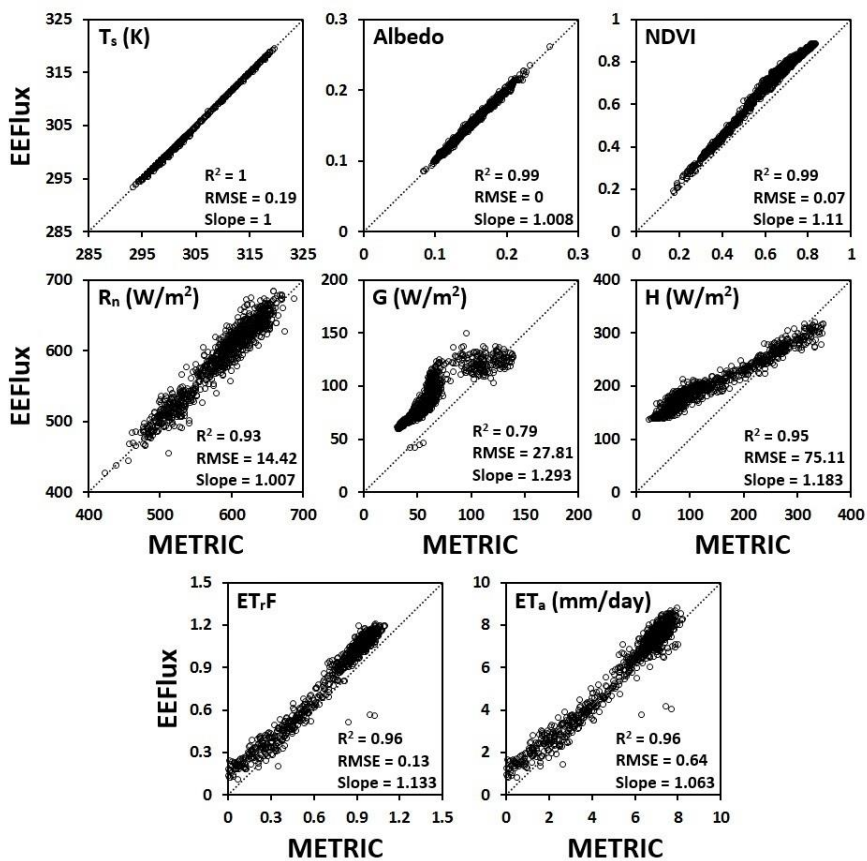 Tₛ (K)
Albedo
NDVI
325
315
305
295
285
EEFlux
R² = 1
RMSE = 0.19
Slope = 1
285 295 305 315 325
0.3
0.2
0.1
0
R² = 0.99
RMSE = 0
Slope = 1.008
0 0.1 0.2 0.3
1
0.8
0.6
0.4
0.2
0
R² = 0.99
RMSE = 0.07
Slope = 1.11
0 0.2 0.4 0.6 0.8 1
Rₙ (W/m²)
G (W/m²)
H (W/m²)
700
600
500
400
EEFlux
R² = 0.93
RMSE = 14.42
Slope = 1.007
400 500 600 700
METRIC
200
150
100
50
0
R² = 0.79
RMSE = 27.81
Slope = 1.293
0 50 100 150 200
METRIC
400
300
200
100
0
R² = 0.95
RMSE = 75.11
Slope = 1.183
0 100 200 300 400
METRIC
ETᵣF
ETₐ (mm/day)
1.5
1.2
0.9
0.6
0.3
0
EEFlux
R² = 0.96
RMSE = 0.13
Slope = 1.133
0 0.3 0.6 0.9 1.2 1.5
METRIC
10
8
6
4
2
0
R² = 0.96
RMSE = 0.64
Slope = 1.063
0 2 4 6 8 10
METRIC